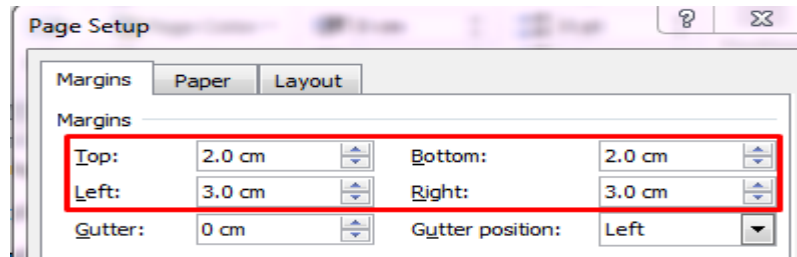 Page Setup
Margins Paper Layout
Margins
Top: 2.0 cm Bottom: 2.0 cm
Left: 3.0 cm Right: 3.0 cm
Gutter: 0 cm Gutter position: Left